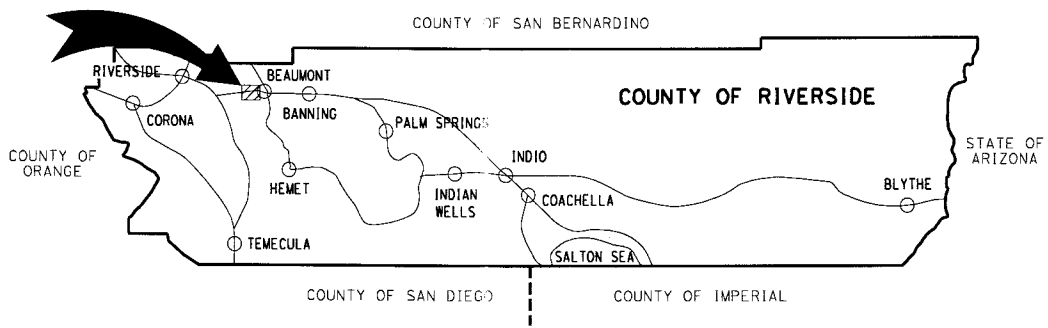 COUNTY OF SAN BERNARDINO
RIVERSIDE
BEAUMONT
COUNTY OF RIVERSIDE
BANNING
CORONA
PALM SPRINGS
COUNTY OF
ORANGE
STATE OF
ARIZONA
INDIO
HEMET
INDIAN
WELLS
COACHELLA
BLYTHE
TEMECULA
SALTON SEA
COUNTY OF SAN DIEGO
COUNTY OF IMPERIAL